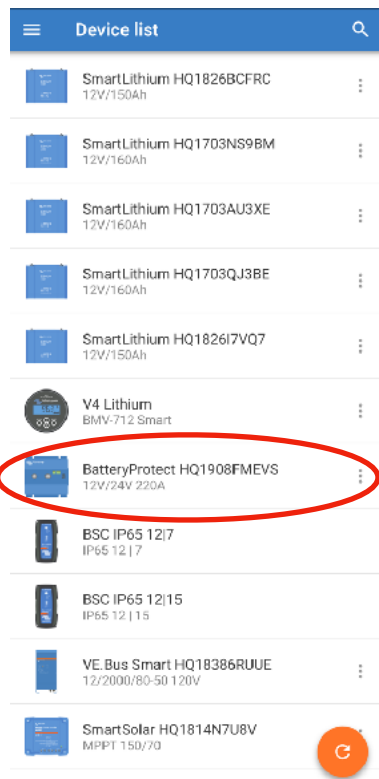 Device list
SmartLithium HQ1826BCFRC
12V/150Ah
SmartLithium HQ1703NS9BM
12V/160Ah
SmartLithium HQ1703AU3XE
12V/160Ah
SmartLithium HQ1703QJ3BE
12V/160Ah
SmartLithium HQ1826I7VQ7
12V/150Ah
V4 Lithium
BMV-712 Smart
BatteryProtect HQ1908FMEVS
12V/24V 220A
BSC IP65 12|7
IP65 12 | 7
BSC IP65 12|15
IP65 12 | 15
VE.Bus Smart HQ18386RUUE
12/2000/80-50 120V
SmartSolar HQ1814N7U8V
MPPT 150/70